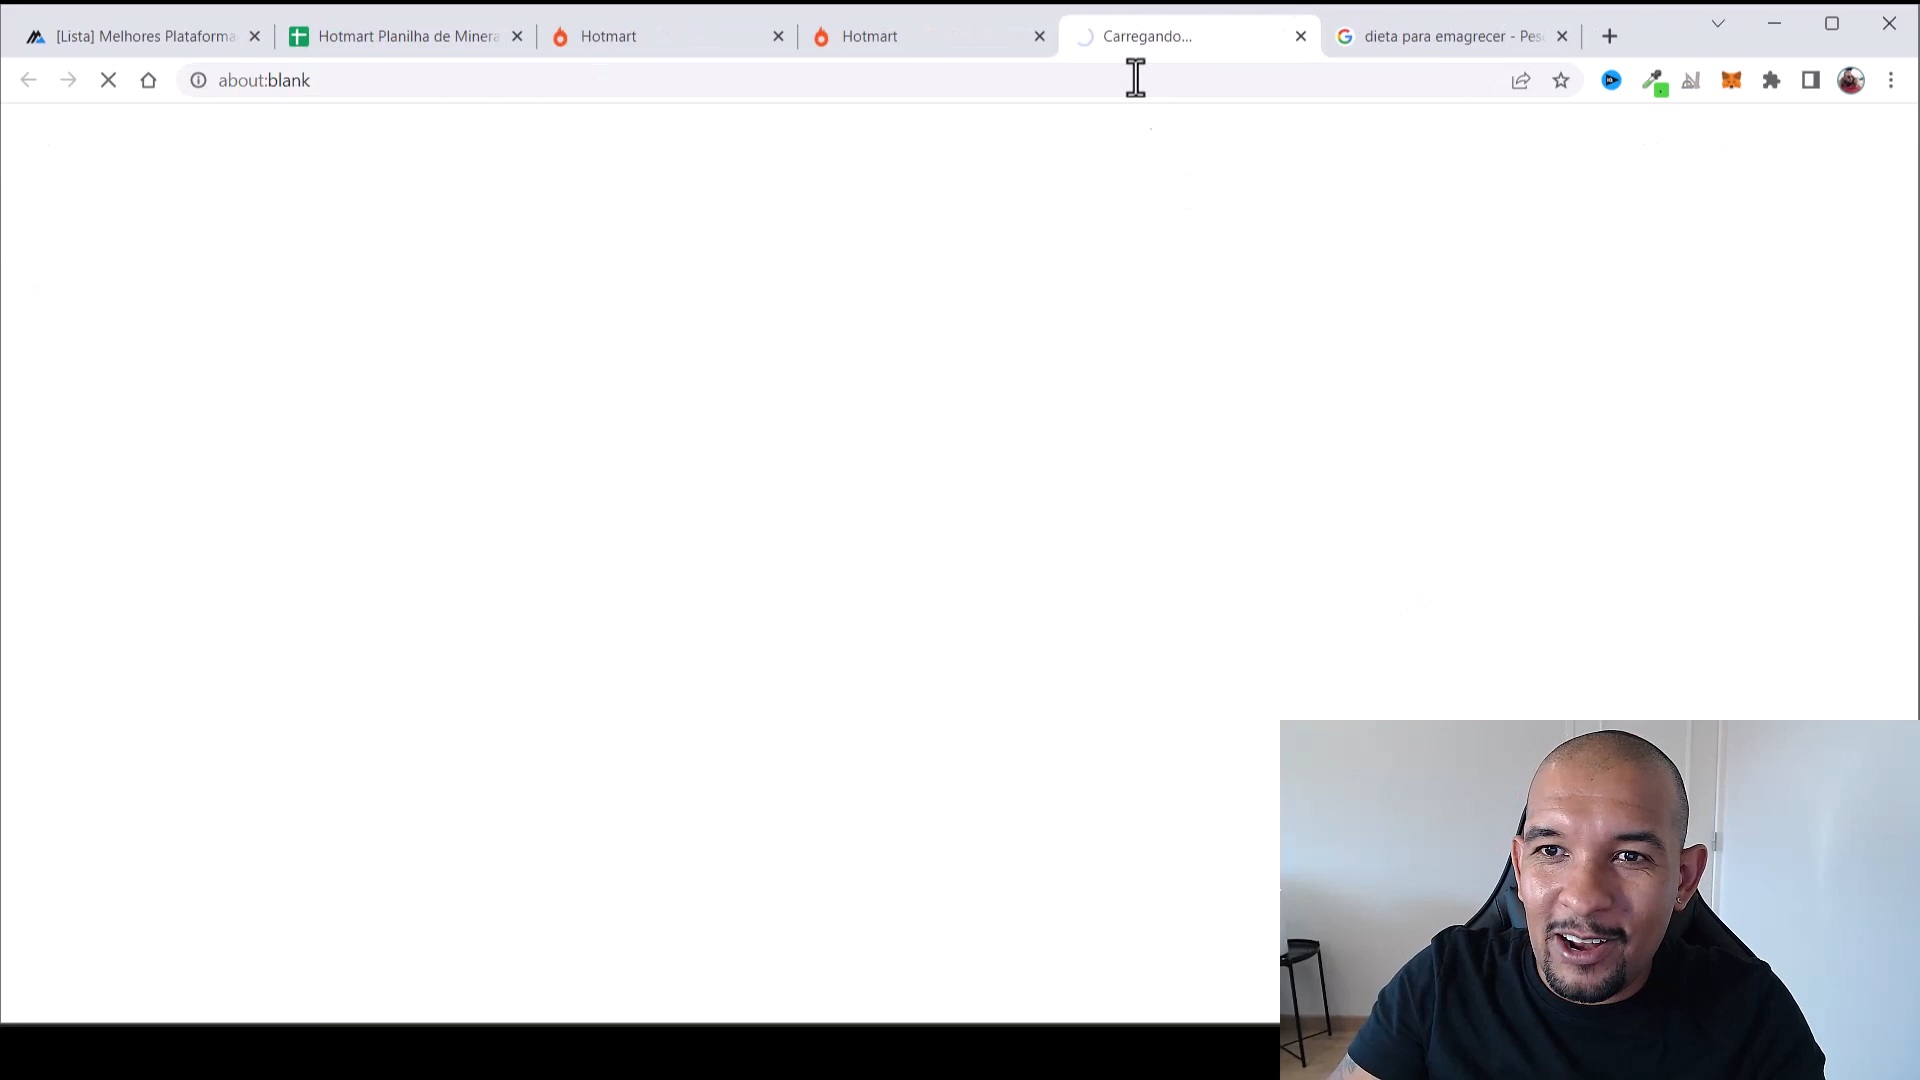 [Lista] Melhores Plataforma
Hotmart Planilha de Minera
Hotmart
Hotmart
Carregando...
dieta para emagrecer - Pes
about:blank